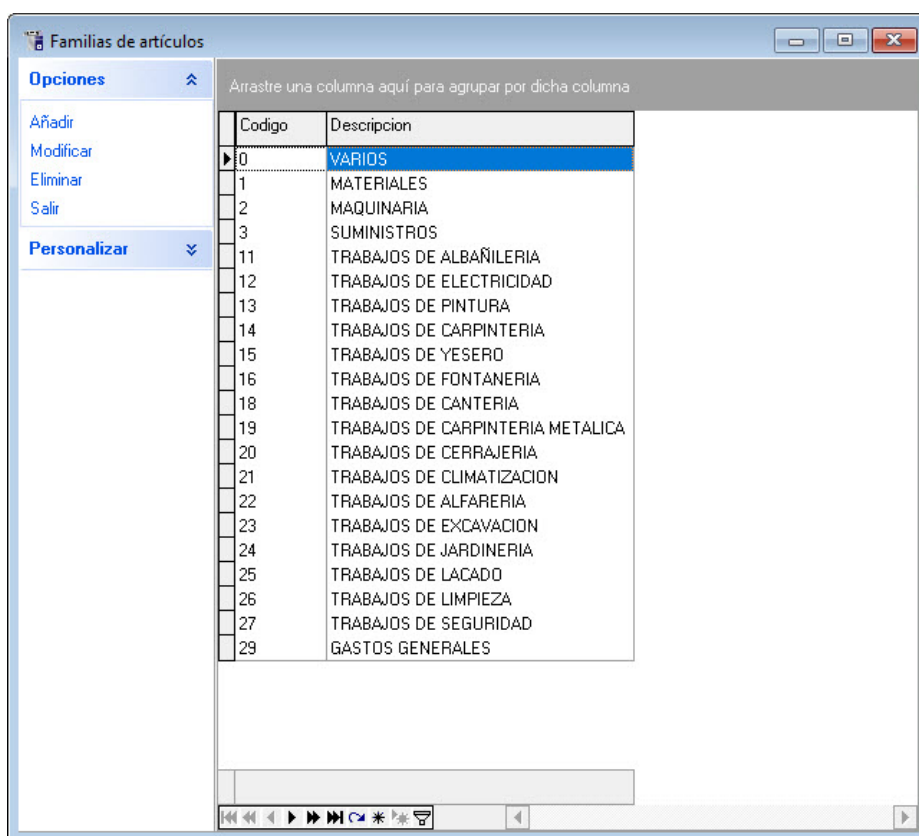 Familias de artículos
Opciones
Añadir
Modificar
Eliminar
Salir
Personalizar
Arrastre una columna aquí para agrupar por dicha columna
Codigo Descripcion
0 VARIOS
1 MATERIALES
2 MAQUINARIA
3 SUMINISTROS
11 TRABAJOS DE ALBAÑILERIA
12 TRABAJOS DE ELECTRICIDAD
13 TRABAJOS DE PINTURA
14 TRABAJOS DE CARPINTERIA
15 TRABAJOS DE YESERO
16 TRABAJOS DE FONTANERIA
18 TRABAJOS DE CANTERIA
19 TRABAJOS DE CARPINTERIA METALICA
20 TRABAJOS DE CERRAJERIA
21 TRABAJOS DE CLIMATIZACION
22 TRABAJOS DE ALFARERIA
23 TRABAJOS DE EXCAVACION
24 TRABAJOS DE JARDINERIA
25 TRABAJOS DE LACADO
26 TRABAJOS DE LIMPIEZA
27 TRABAJOS DE SEGURIDAD
29 GASTOS GENERALES